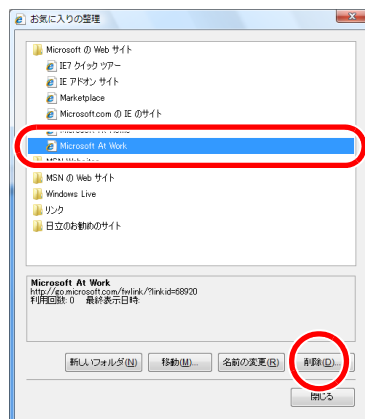 お気に入りの整理
Microsoft の Web サイト
IE7 クイック ツアー
IE アドオン サイト
Marketplace
Microsoft.com の IE のサイト
Microsoft At Home
Microsoft At Work
MSN Websites
MSN の Web サイト
Windows Live
リンク
日立のお勧めのサイト
Microsoft At Work
http://go.microsoft.com/fwlink/?linkid=68920
利用回数: 0 最終表示日時:
新しいフォルダ(N) 移動(M)... 名前の変更(R) 削除(D)...
閉じる